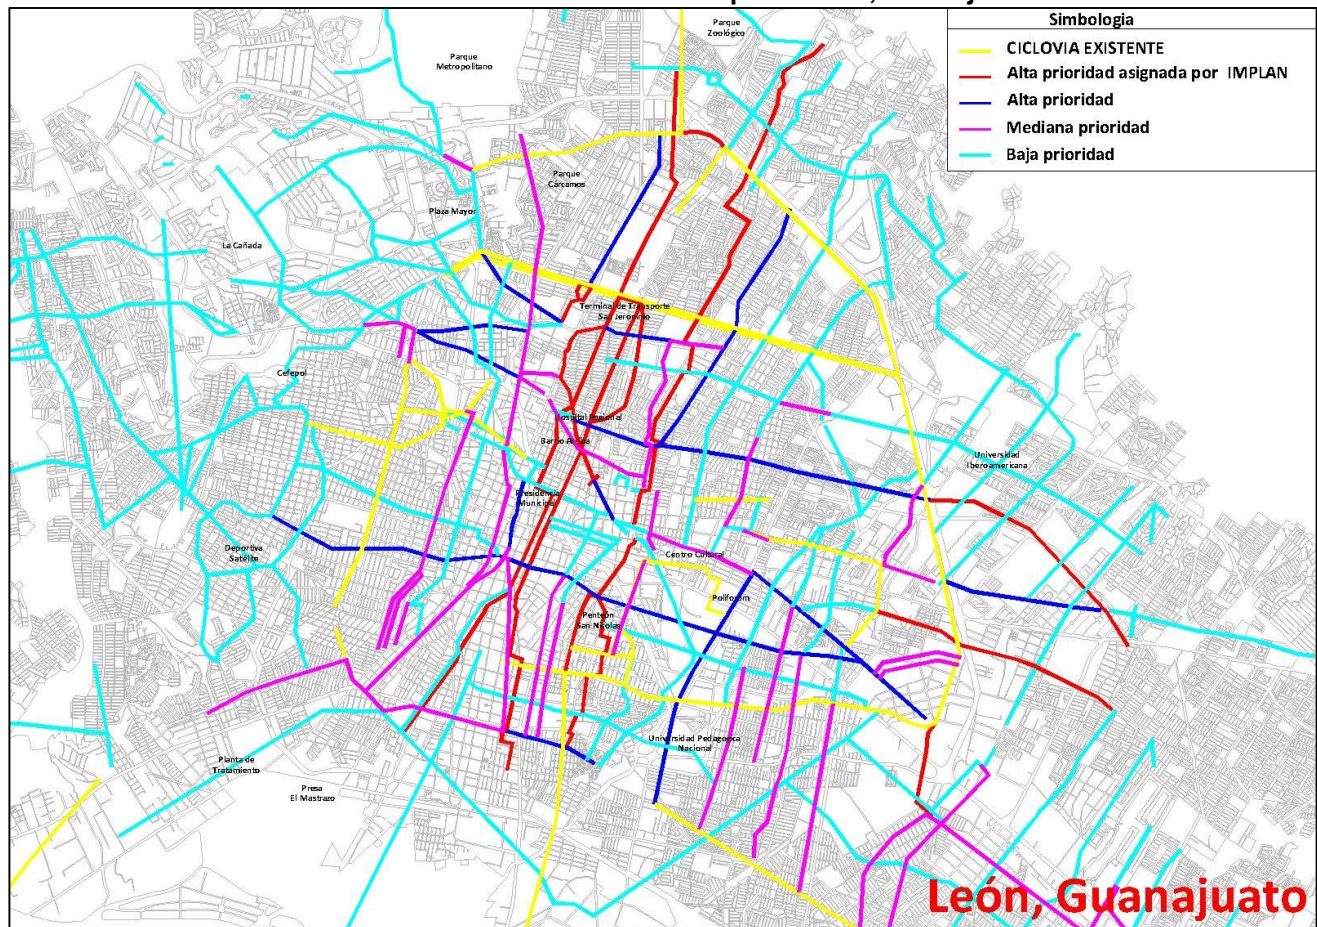 Simbologia
CICLOVIA EXISTENTE
Alta prioridad asignada por IMPLAN
Alta prioridad
Mediana prioridad
Baja prioridad
Parque
Zoológico
Parque
Metropolitano
Parque
Cárcamos
Plaza Mayor
La Cañada
Terminal de Transporte
San Jerónimo
Cefepol
Hospital Regional
Barrio Arriba
Universidad
Iberoamericana
Presidencia
Municipal
Deportiva
Satélite
Centro Cultural
Poliforum
Panteón
San Nicolas
Universidad Pedagógica
Nacional
Planta de
Tratamiento
Presa
El Mastrazo
León, Guanajuato